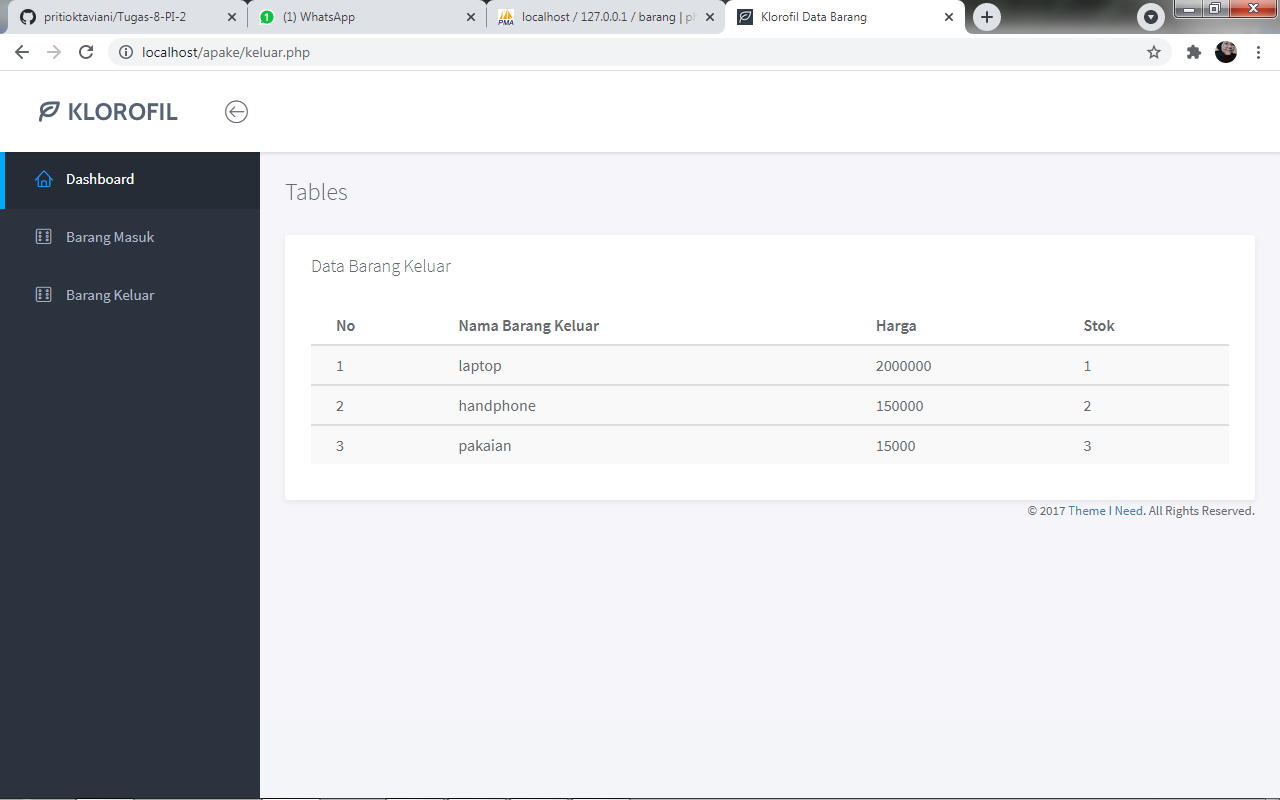 pritioktaviani/Tugas-8-PI-2
(1) WhatsApp
PMA localhost / 127.0.0.1 / barang | ph
Klorofil Data Barang
localhost/apake/keluar.php
KLOROFIL
Dashboard
Barang Masuk
Barang Keluar
Tables
Data Barang Keluar
No Nama Barang Keluar Harga Stok
1 laptop 2000000 1
2 handphone 150000 2
3 pakaian 15000 3
© 2017 Theme I Need. All Rights Reserved.